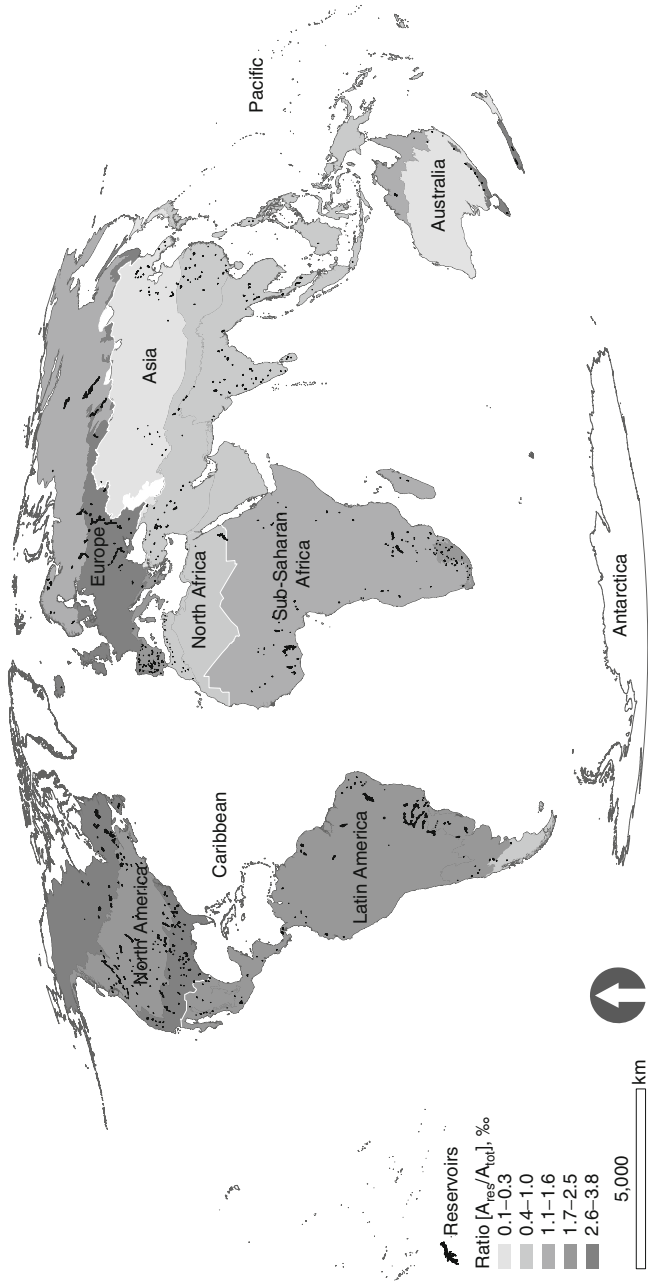 Pacific
Asia
Europe
North America
North Africa
Caribbean
Sub-Saharan
Africa
Latin America
Australia
Antarctica
Reservoirs
Ratio [Ares/Atot], ‰
0.1–0.3
0.4–1.0
1.1–1.6
1.7–2.5
2.6–3.8
5,000
km